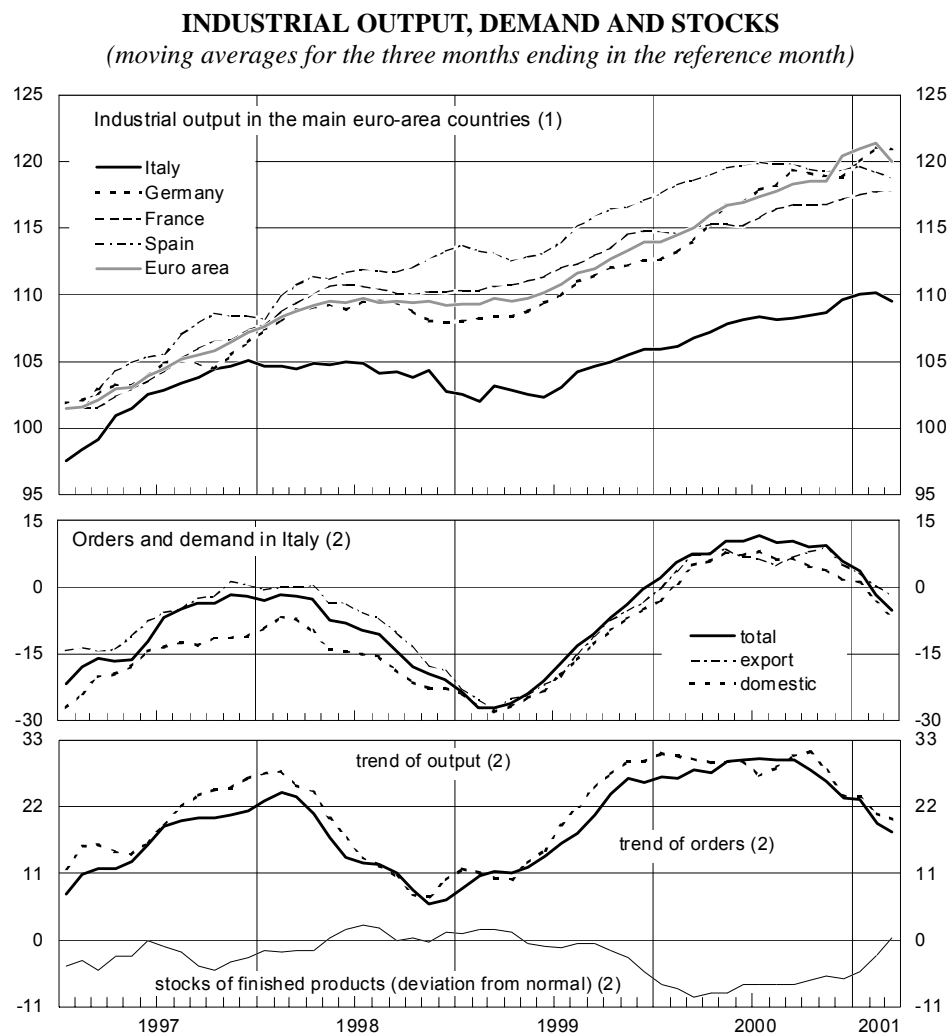 INDUSTRIAL OUTPUT, DEMAND AND STOCKS
(moving averages for the three months ending in the reference month)
125 125
Industrial output in the main euro-area countries (1)
120 120
Italy
Germany
France
Spain
Euro area
115 115
110 110
105 105
100 100
95 95
15 15
Orders and demand in Italy (2)
0 0
total
export
domestic
-15 -15
-30 -30
33 33
trend of output (2)
22 22
trend of orders (2)
11 11
0 0
stocks of finished products (deviation from normal) (2)
-11 -11
1997 1998 1999 2000 2001